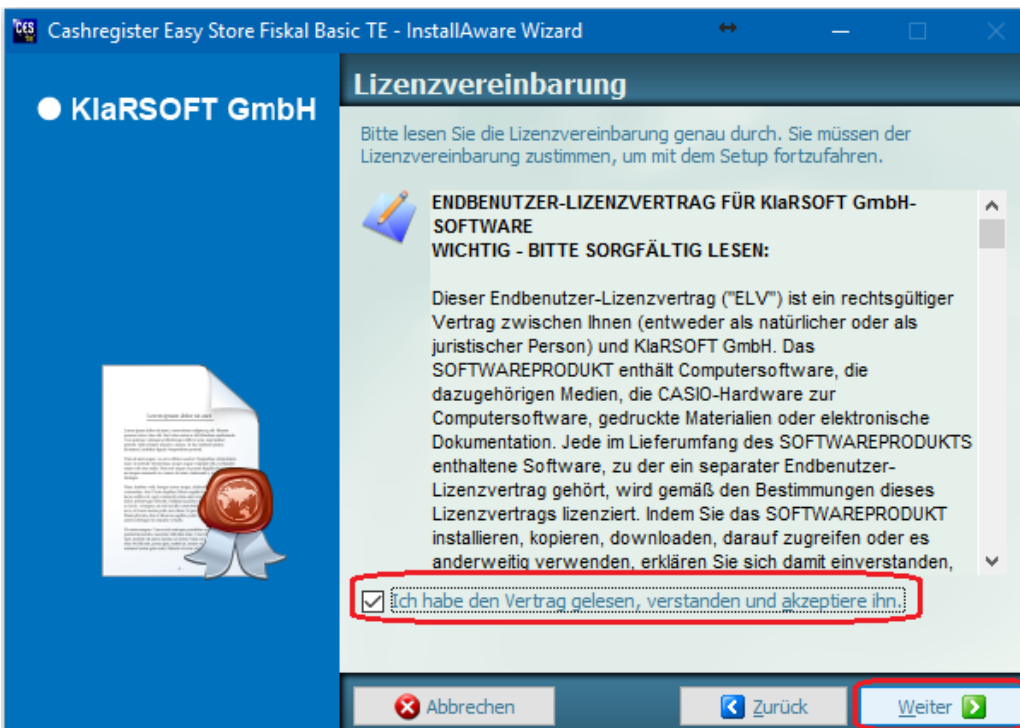 CES
Cashregister Easy Store Fiskal Basic TE - InstallAware Wizard
KlaRSOFT GmbH
Lizenzvereinbarung
Bitte lesen Sie die Lizenzvereinbarung genau durch. Sie müssen der
Lizenzvereinbarung zustimmen, um mit dem Setup fortzufahren.
ENDBENUTZER-LIZENZVERTRAG FÜR KlaRSOFT GmbH-
SOFTWARE
WICHTIG - BITTE SORGFÄLTIG LESEN:
Dieser Endbenutzer-Lizenzvertrag ("ELV") ist ein rechtsgültiger
Vertrag zwischen Ihnen (entweder als natürlicher oder als
juristischer Person) und KlaRSOFT GmbH. Das
SOFTWAREPRODUKT enthält Computersoftware, die
dazugehörigen Medien, die CASIO-Hardware zur
Computersoftware, gedruckte Materialien oder elektronische
Dokumentation. Jede im Lieferumfang des SOFTWAREPRODUKTS
enthaltene Software, zu der ein separater Endbenutzer-
Lizenzvertrag gehört, wird gemäß den Bestimmungen dieses
Lizenzvertrags lizenziert. Indem Sie das SOFTWAREPRODUKT
installieren, kopieren, downloaden, darauf zugreifen oder es
anderweitig verwenden, erklären Sie sich damit einverstanden,
Lorem ipsum dolor sit amet
Ich habe den Vertrag gelesen, verstanden und akzeptiere ihn.
Abbrechen
Zurück
Weiter